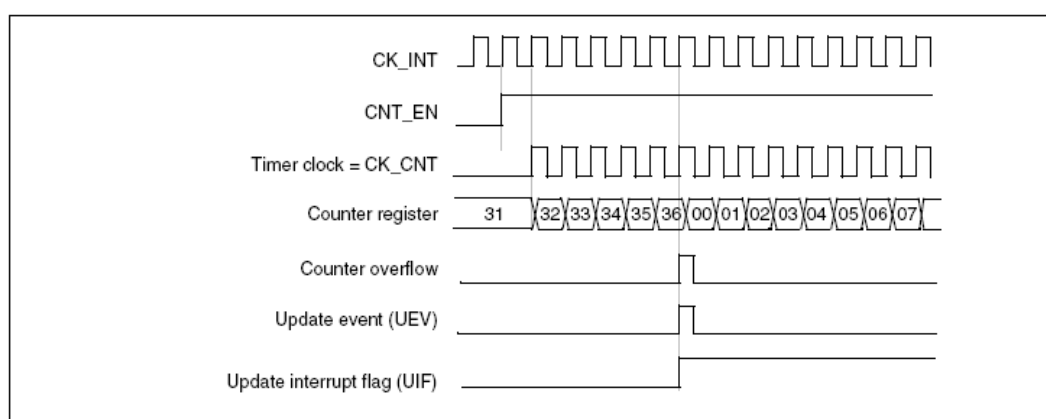 CK_INT
CNT_EN
Timer clock = CK_CNT
Counter register 31 32 33 34 35 36 00 01 02 03 04 05 06 07
Counter overflow
Update event (UEV)
Update interrupt flag (UIF)